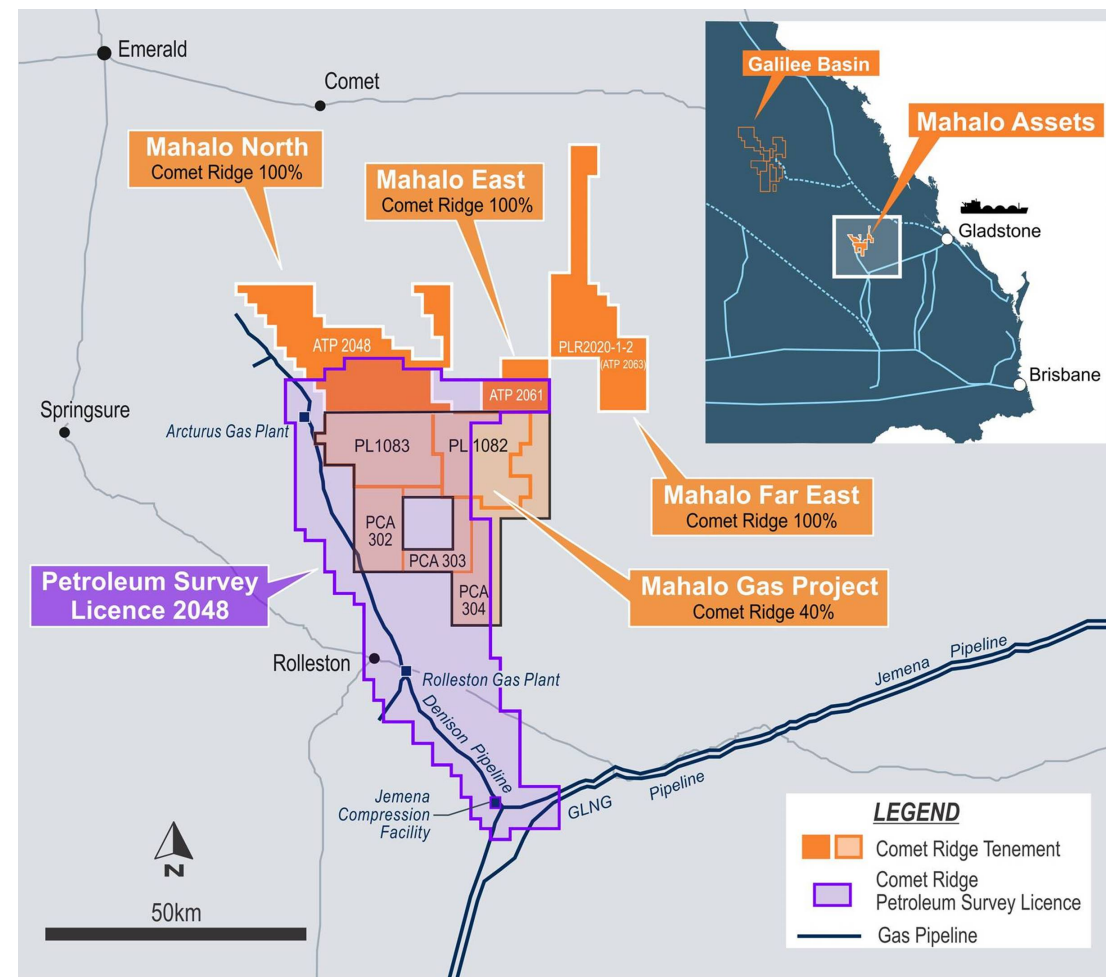 Emerald
Comet
Galilee Basin
Mahalo Assets
Gladstone
Brisbane
Mahalo North
Comet Ridge 100%
Mahalo East
Comet Ridge 100%
ATP 2048
PLR2020-1-2
(ATP 2063)
ATP 2061
Springsure
Arcturus Gas Plant
PL1083
PL 1082
Mahalo Far East
Comet Ridge 100%
PCA
302
PCA 303
PCA
304
Mahalo Gas Project
Comet Ridge 40%
Petroleum Survey
Licence 2048
Rolleston
Rolleston Gas Plant
Denison Pipeline
Jemena Pipeline
GLNG Pipeline
Jemena
Compression
Facility
N
50km
LEGEND
Comet Ridge Tenement
Comet Ridge
Petroleum Survey Licence
Gas Pipeline